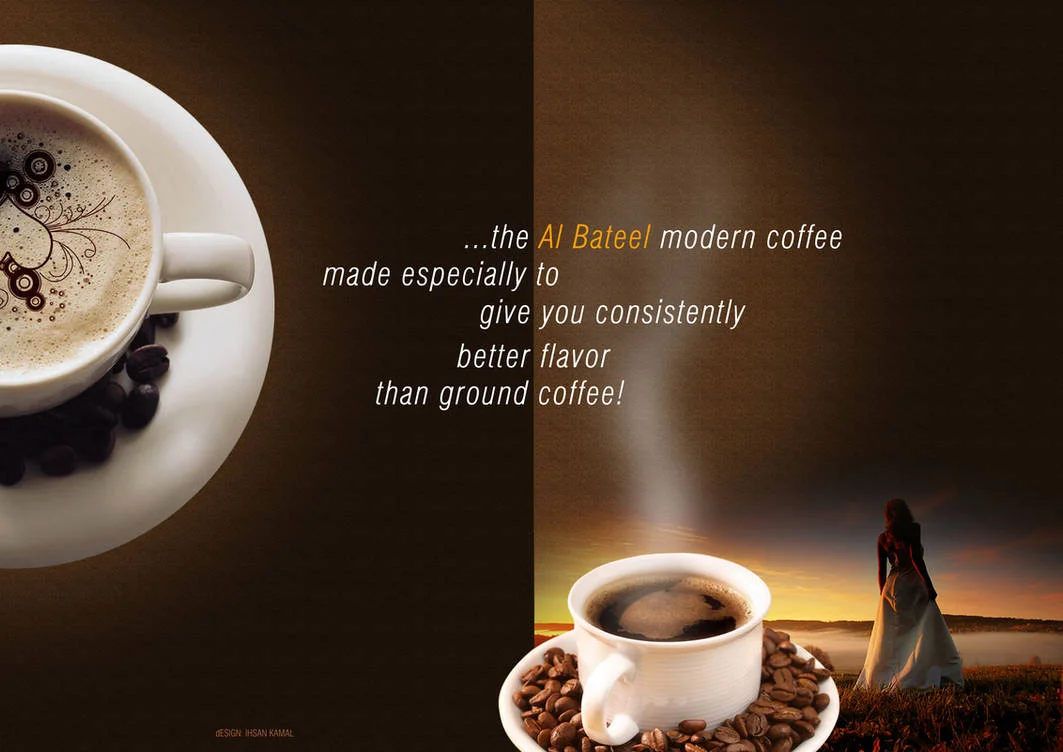 ...the Al Bateel modern coffee
made especially to
give you consistently
better flavor
than ground coffee!
dESIGN IHSAN KAMAL